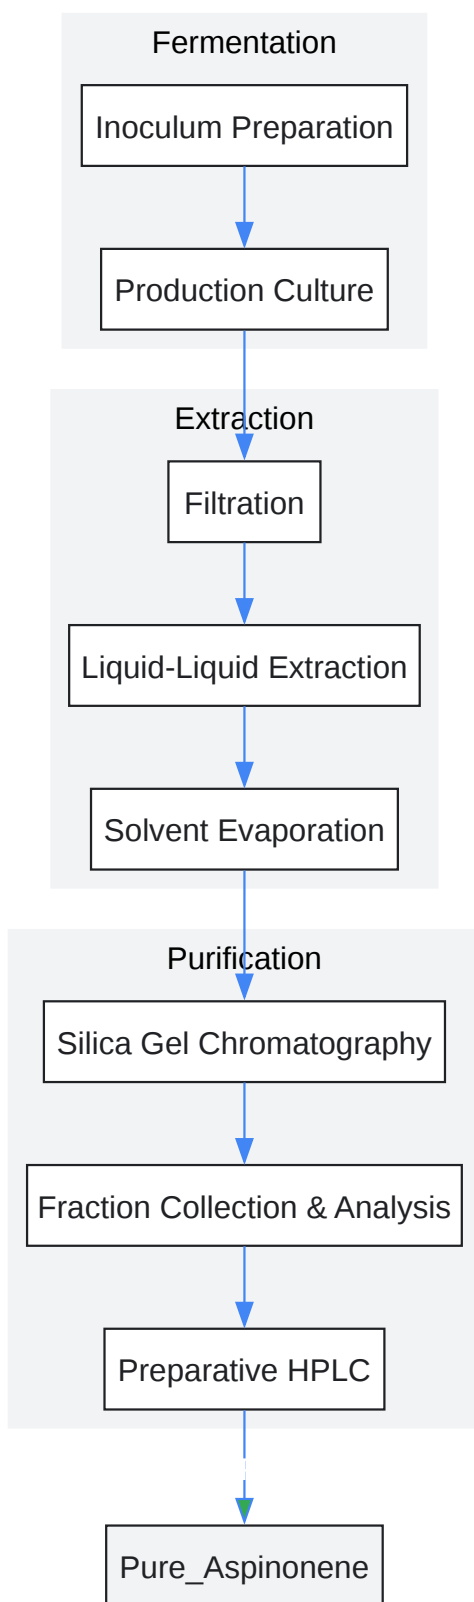 Fermentation
Inoculum Preparation
Production Culture
Extraction
Filtration
Liquid-Liquid Extraction
Solvent Evaporation
Purification
Silica Gel Chromatography
Fraction Collection & Analysis
Preparative HPLC
Pure_Aspinonene